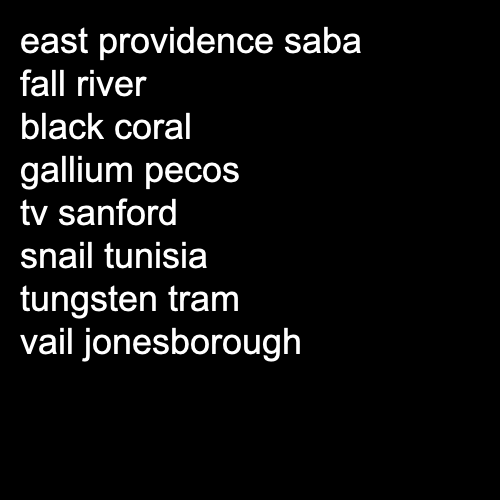 east providence saba
fall river
black coral
gallium pecos
tv sanford
snail tunisia
tungsten tram
vail jonesborough